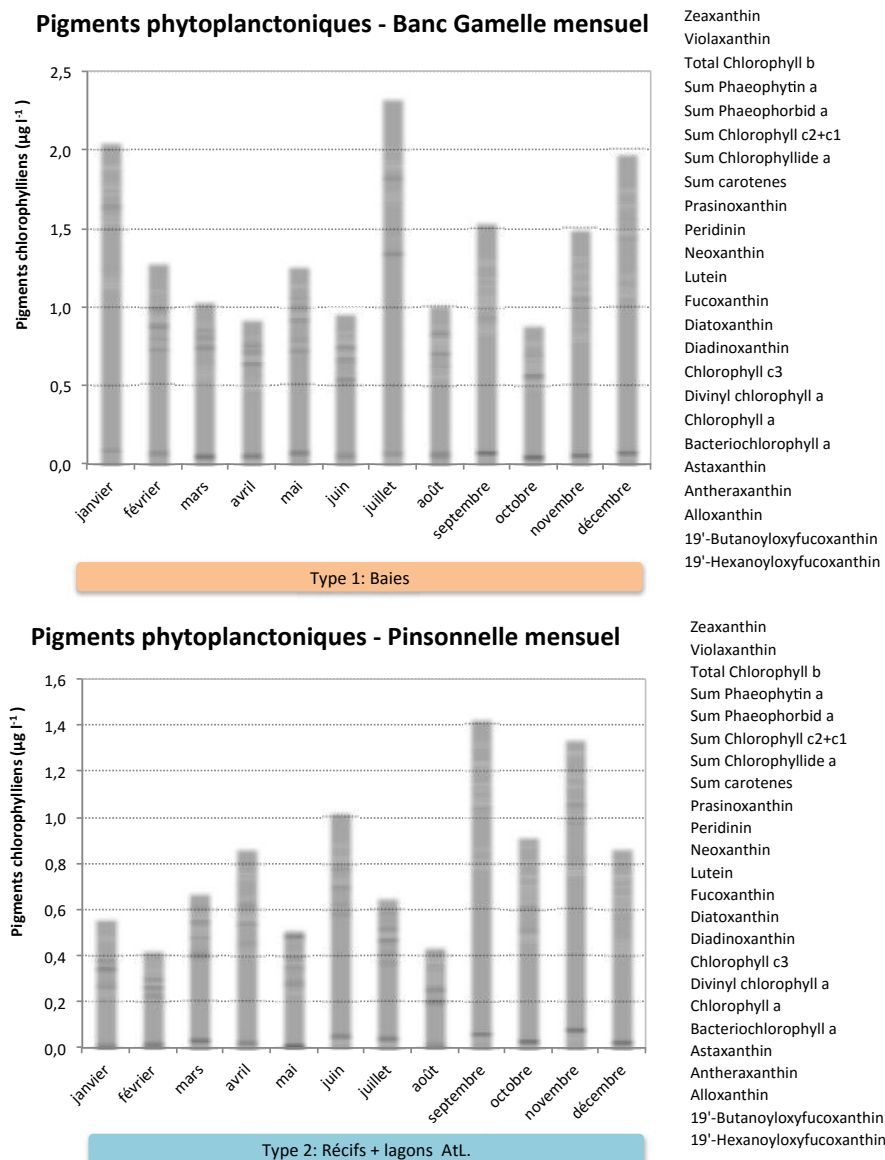 Pigments phytoplanctoniques - Banc Gamelle mensuel
Pigments chlorophylliens (µg l-1 )
2,5
2,0
1,5
1,0
0,5
0,0
janvier
février
mars
avril
mai
juin
juillet
août
septembre
octobre
novembre
décembre
Type 1: Baies
Zeaxanthin
Violaxanthin
Total Chlorophyll b
Sum Phaeophytin a
Sum Phaeophorbid a
Sum Chlorophyll c2+c1
Sum Chlorophyllide a
Sum carotenes
Prasinoxanthin
Peridinin
Neoxanthin
Lutein
Fucoxanthin
Diatoxanthin
Diadinoxanthin
Chlorophyll c3
Divinyl chlorophyll a
Chlorophyll a
Bacteriochlorophyll a
Astaxanthin
Antheraxanthin
Alloxanthin
19'-Butanoyloxyfucoxanthin
19'-Hexanoyloxyfucoxanthin
Pigments phytoplanctoniques - Pinsonnelle mensuel
Pigments chlorophylliens (µg l-1 )
1,6
1,4
1,2
1,0
0,8
0,6
0,4
0,2
0,0
janvier
février
mars
avril
mai
juin
juillet
août
septembre
octobre
novembre
décembre
Type 2: Récifs + lagons AtL.
Zeaxanthin
Violaxanthin
Total Chlorophyll b
Sum Phaeophytin a
Sum Phaeophorbid a
Sum Chlorophyll c2+c1
Sum Chlorophyllide a
Sum carotenes
Prasinoxanthin
Peridinin
Neoxanthin
Lutein
Fucoxanthin
Diatoxanthin
Diadinoxanthin
Chlorophyll c3
Divinyl chlorophyll a
Chlorophyll a
Bacteriochlorophyll a
Astaxanthin
Antheraxanthin
Alloxanthin
19'-Butanoyloxyfucoxanthin
19'-Hexanoyloxyfucoxanthin